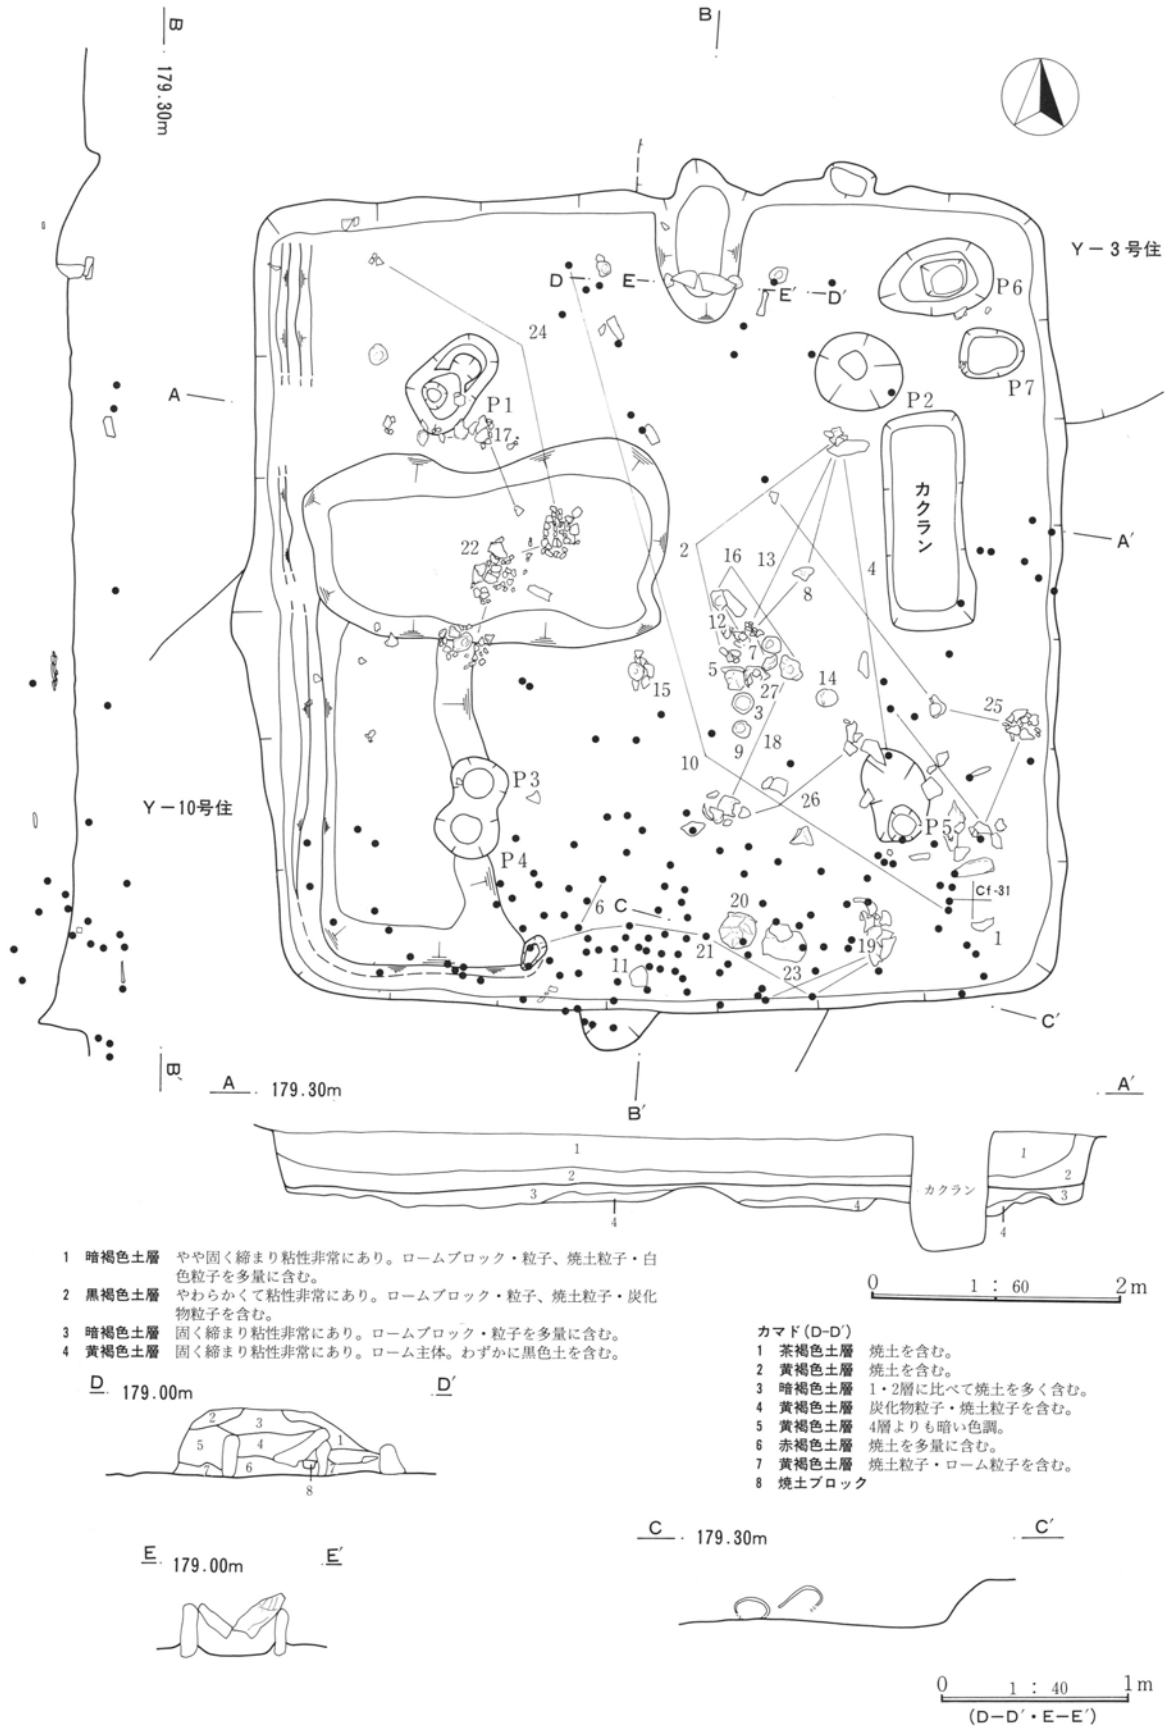 B
B
179.30m
Y－3号住
D
E
E′
D′
P6
24
A
P1
P2
P7
17
カクラン
A′
22
2
16
13
4
8
12
7
5
27
15
14
3
25
9
18
10
P3
26
Y－10号住
P5
P4
Cf-31
6
C
20
1
21
19
11
23
C′
B′
B′
A 179.30m A′
1
1
2
2
3
カクラン
3
4
4
4
1 暗褐色土層 やや固く締まり粘性非常にあり。ロームブロック・粒子、焼土粒子・白
色粒子を多量に含む。
2 黒褐色土層 やわらかくて粘性非常にあり。ロームブロック・粒子、焼土粒子・炭化
物粒子を含む。
3 暗褐色土層 固く締まり粘性非常にあり。ロームブロック・粒子を多量に含む。
4 黄褐色土層 固く締まり粘性非常にあり。ローム主体。わずかに黒色土を含む。
0 1：60 2m
カマド(D-D′)
1 茶褐色土層 焼土を含む。
2 黄褐色土層 焼土を含む。
3 暗褐色土層 1・2層に比べて焼土を多く含む。
4 黄褐色土層 炭化物粒子・焼土粒子を含む。
5 黄褐色土層 4層よりも暗い色調。
6 赤褐色土層 焼土を多量に含む。
7 黄褐色土層 焼土粒子・ローム粒子を含む。
8 焼土ブロック
D 179.00m D′
2
3
5
4
1
7
6
7
8
E 179.00m E′
C 179.30m C′
0 1：40 1m
(D－D′・E－E′)